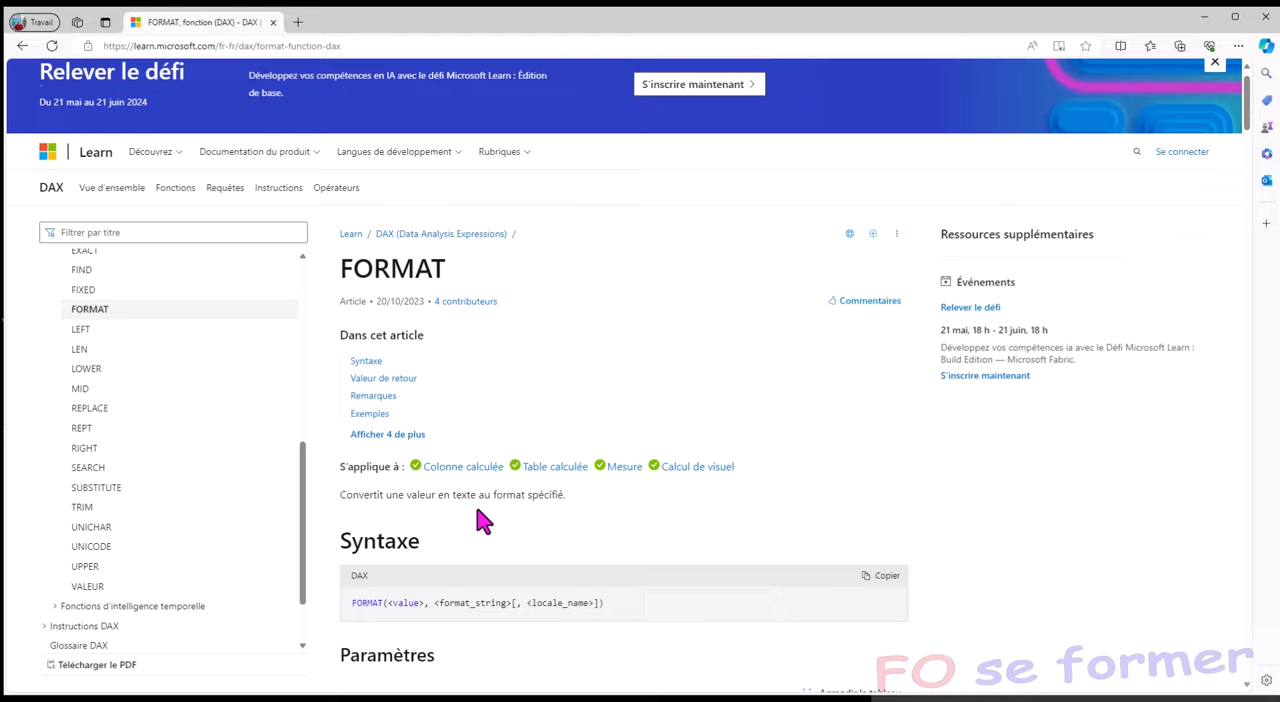 Travail
FORMAT, fonction (DAX) - DAX |
https://learn.microsoft.com/fr-fr/dax/format-function-dax
Relever le défi
Du 21 mai au 21 juin 2024
Développez vos compétences en IA avec le défi Microsoft Learn : Édition
de base.
S'inscrire maintenant
Learn
Découvrez
Documentation du produit
Langues de développement
Rubriques
Se connecter
DAX
Vue d'ensemble
Fonctions
Requêtes
Instructions
Opérateurs
Filtrer par titre
EXACT
FIND
FIXED
FORMAT
LEFT
LEN
LOWER
MID
REPLACE
REPT
RIGHT
SEARCH
SUBSTITUTE
TRIM
UNICHAR
UNICODE
UPPER
VALEUR
Fonctions d'intelligence temporelle
Instructions DAX
Glossaire DAX
Télécharger le PDF
Learn / DAX (Data Analysis Expressions) /
FORMAT
Article • 20/10/2023 • 4 contributeurs
Commentaires
Dans cet article
Syntaxe
Valeur de retour
Remarques
Exemples
Afficher 4 de plus
S'applique à : Colonne calculée Table calculée Mesure Calcul de visuel
Convertit une valeur en texte au format spécifié.
Syntaxe
DAX
Copier
FORMAT(<value>, <format_string>[, <locale_name>])
Paramètres
Agrandir le tableau
Ressources supplémentaires
Événements
Relever le défi
21 mai, 18 h - 21 juin, 18 h
Développez vos compétences ia avec le Défi Microsoft Learn :
Build Edition — Microsoft Fabric.
S'inscrire maintenant
FO se former